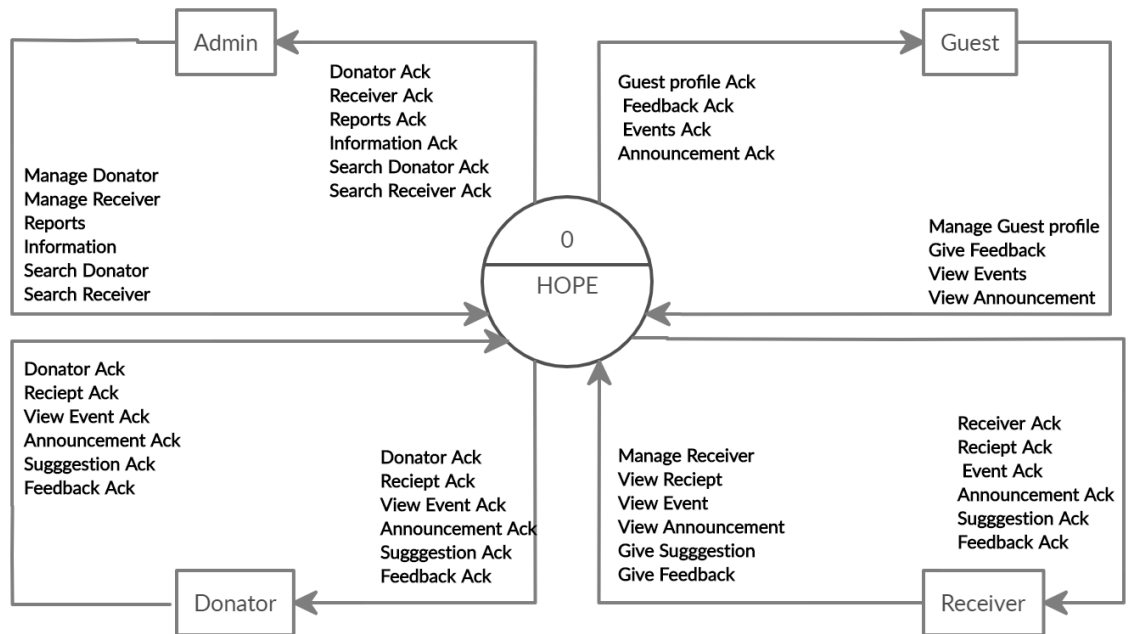 Admin
Guest
Donator Ack
Receiver Ack
Reports Ack
Information Ack
Search Donator Ack
Search Receiver Ack
Guest profile Ack
Feedback Ack
Events Ack
Announcement Ack
Manage Donator
Manage Receiver
Reports
Information
Search Donator
Search Receiver
Manage Guest profile
Give Feedback
View Events
View Announcement
0
HOPE
Donator Ack
Reciept Ack
View Event Ack
Announcement Ack
Sugggestion Ack
Feedback Ack
Donator Ack
Reciept Ack
View Event Ack
Announcement Ack
Sugggestion Ack
Feedback Ack
Manage Receiver
View Reciept
View Event
View Announcement
Give Sugggestion
Give Feedback
Receiver Ack
Reciept Ack
Event Ack
Announcement Ack
Sugggestion Ack
Feedback Ack
Donator
Receiver